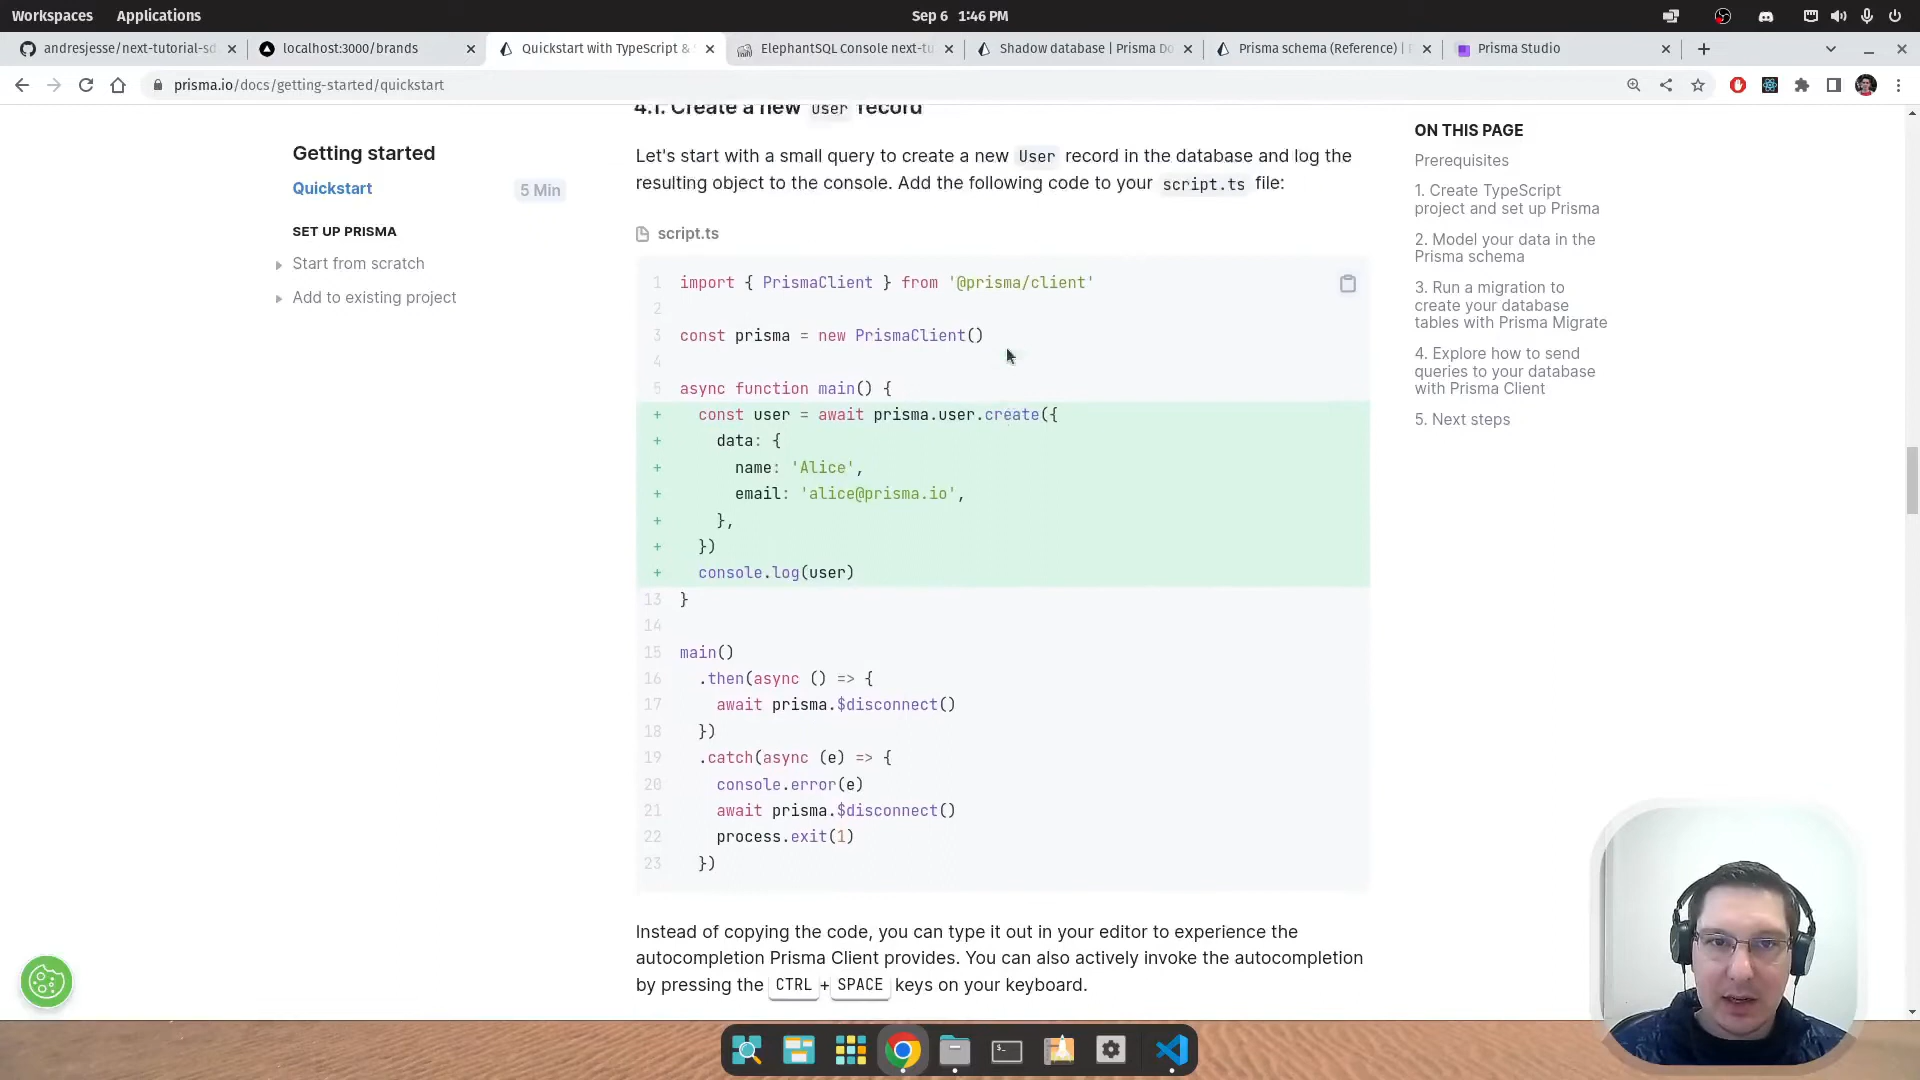 Workspaces Applications Sep 6 1:46 PM
andresjesse/next-tutorial-sd localhost:3000/brands Quickstart with TypeScript & ElephantSQL Console next-tu Shadow database | Prisma Do Prisma schema (Reference) | P Prisma Studio
prisma.io/docs/getting-started/quickstart
4.1. Create a new User record
Let's start with a small query to create a new User record in the database and log the
resulting object to the console. Add the following code to your script.ts file:
script.ts
1 import { PrismaClient } from '@prisma/client'
2
3 const prisma = new PrismaClient()
4
5 async function main() {
+ const user = await prisma.user.create({
+ data: {
+ name: 'Alice',
+ email: 'alice@prisma.io',
+ },
+ })
+ console.log(user)
13 }
14
15 main()
16 .then(async () => {
17 await prisma.$disconnect()
18 })
19 .catch(async (e) => {
20 console.error(e)
21 await prisma.$disconnect()
22 process.exit(1)
23 })
Instead of copying the code, you can type it out in your editor to experience the
autocompletion Prisma Client provides. You can also actively invoke the autocompletion
by pressing the CTRL + SPACE keys on your keyboard.
Getting started
Quickstart 5 Min
SET UP PRISMA
Start from scratch
Add to existing project
ON THIS PAGE
Prerequisites
1. Create TypeScript
project and set up Prisma
2. Model your data in the
Prisma schema
3. Run a migration to
create your database
tables with Prisma Migrate
4. Explore how to send
queries to your database
with Prisma Client
5. Next steps